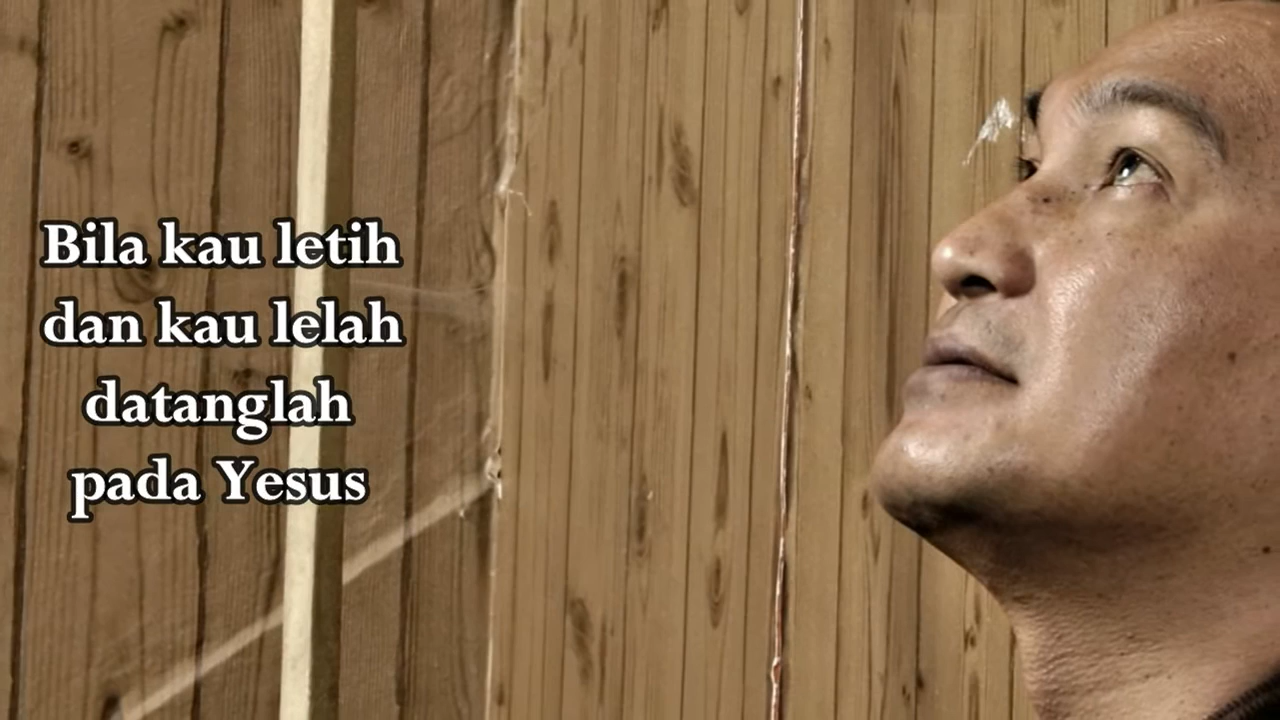 Bila kau letih
dan kau lelah
datanglah
pada Yesus